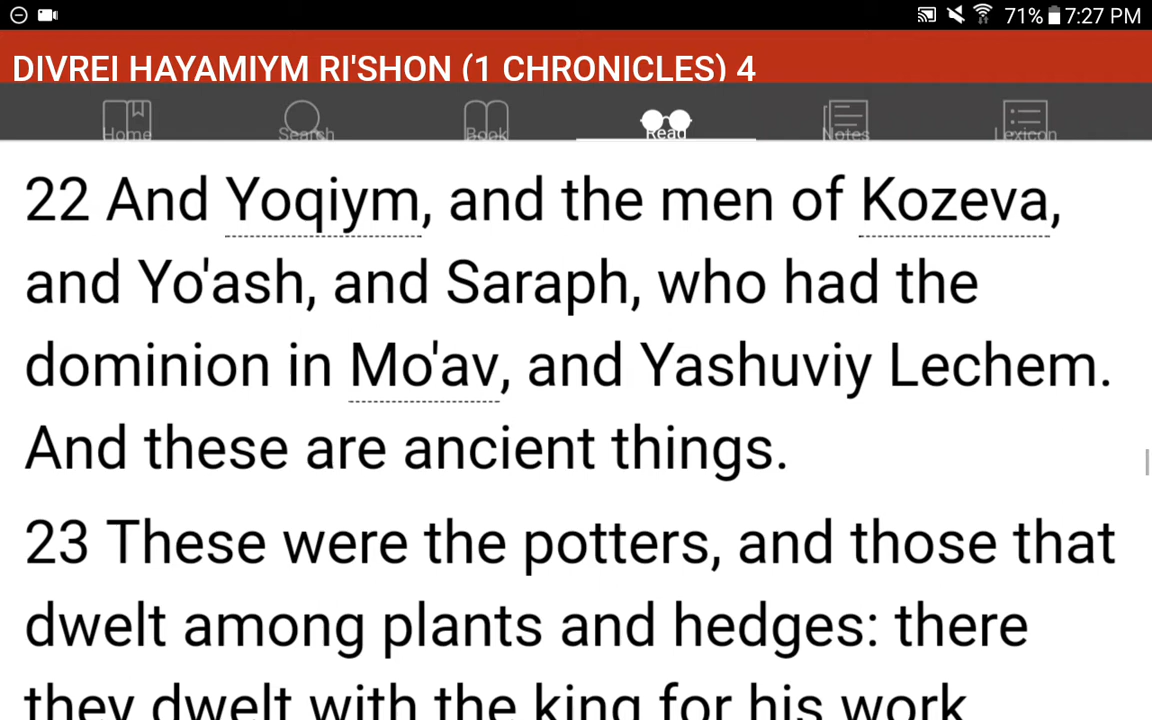 71% 7:27 PM
DIVREI HAYAMIYM RI'SHON (1 CHRONICLES) 4
Home Search Book Read Notes Lexicon
22 And Yoqiym, and the men of Kozeva,
and Yo'ash, and Saraph, who had the
dominion in Mo'av, and Yashuviy Lechem.
And these are ancient things.
23 These were the potters, and those that
dwelt among plants and hedges: there
they dwelt with the king for his work